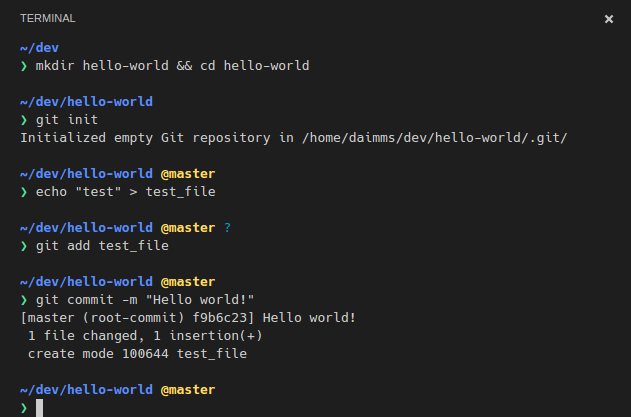 TERMINAL
~/dev
❯ mkdir hello-world && cd hello-world
~/dev/hello-world
❯ git init
Initialized empty Git repository in /home/daimms/dev/hello-world/.git/
~/dev/hello-world @master
❯ echo "test" > test_file
~/dev/hello-world @master ?
❯ git add test_file
~/dev/hello-world @master
❯ git commit -m "Hello world!"
[master (root-commit) f9b6c23] Hello world!
 1 file changed, 1 insertion(+)
 create mode 100644 test_file
~/dev/hello-world @master
❯